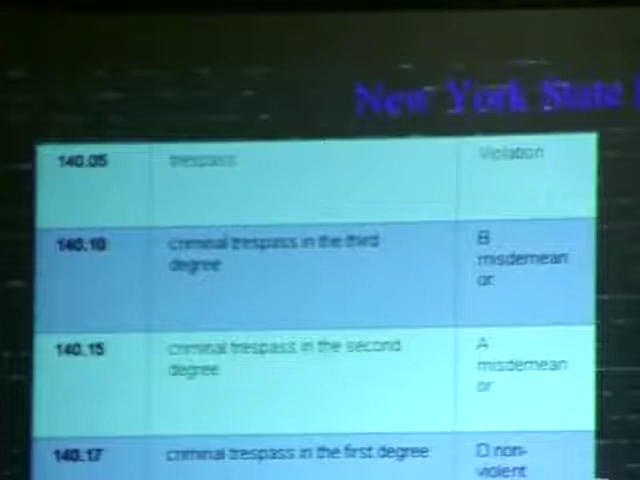 New York State
140.05 trespass Violation
140.10 criminal trespass in the third B
degree misdemean
or
140.15 criminal trespass in the second A
degree misdemean
or
140.17 criminal trespass in the first degree D non-
violent